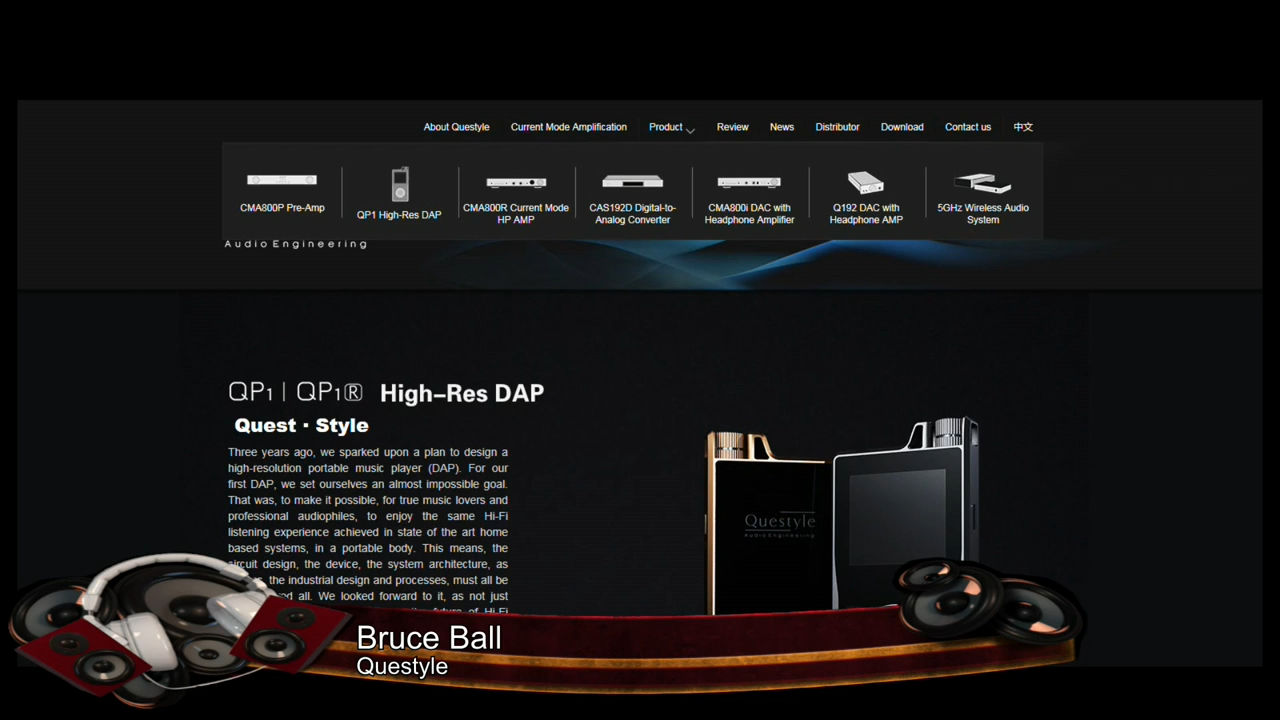 About Questyle Current Mode Amplification Product Review News Distributor Download Contact us 中文
CMA800P Pre-Amp
QP1 High-Res DAP
CMA800R Current Mode
HP AMP
CAS192D Digital-to-
Analog Converter
CMA800i DAC with
Headphone Amplifier
Q192 DAC with
Headphone AMP
5GHz Wireless Audio
System
Audio Engineering
QP1 | QP1® High-Res DAP
Quest · Style
Three years ago, we sparked upon a plan to design a
high-resolution portable music player (DAP). For our
first DAP, we set ourselves an almost impossible goal.
That was, to make it possible, for true music lovers and
professional audiophiles, to enjoy the same Hi-Fi
listening experience achieved in state of the art home
based systems, in a portable body. This means, the
circuit design, the device, the system architecture, as
the industrial design and processes, must all be
all. We looked forward to it, as not just
future of Hi-Fi
Questyle
Audio Engineering
Bruce Ball
Questyle